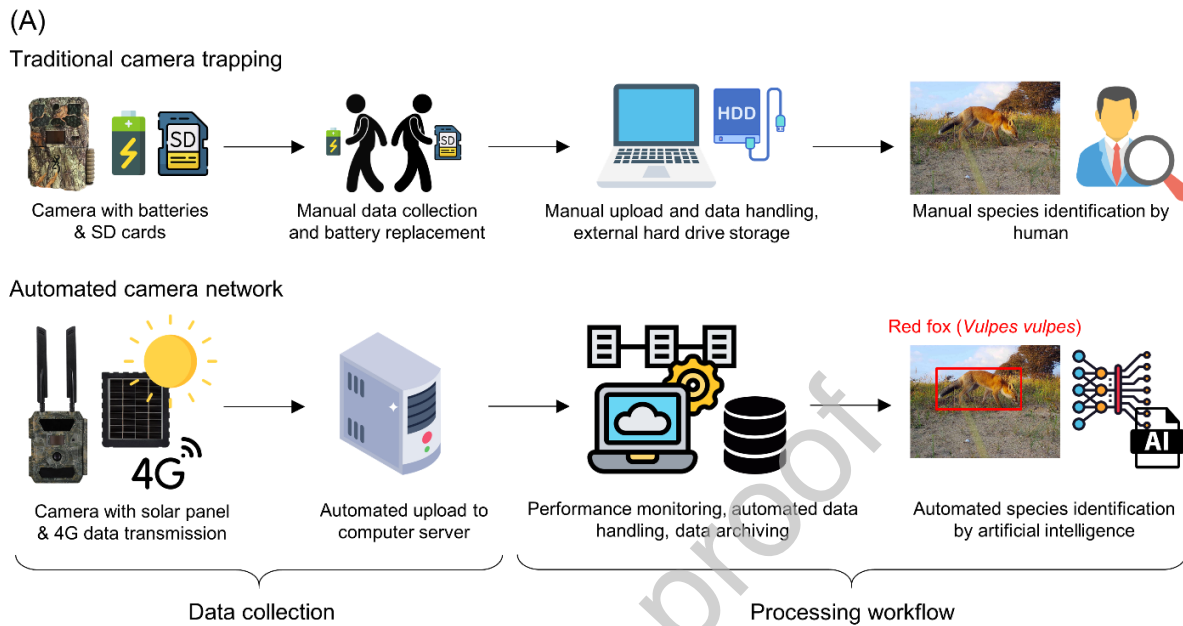 (A)
Traditional camera trapping
SD
SD
HDD
Camera with batteries
& SD cards
Manual data collection
and battery replacement
Manual upload and data handling,
external hard drive storage
Manual species identification by
human
Automated camera network
Red fox (Vulpes vulpes)
4G
AI
Camera with solar panel
& 4G data transmission
Automated upload to
computer server
Performance monitoring, automated data
handling, data archiving
Automated species identification
by artificial intelligence
Data collection
Processing workflow
proof